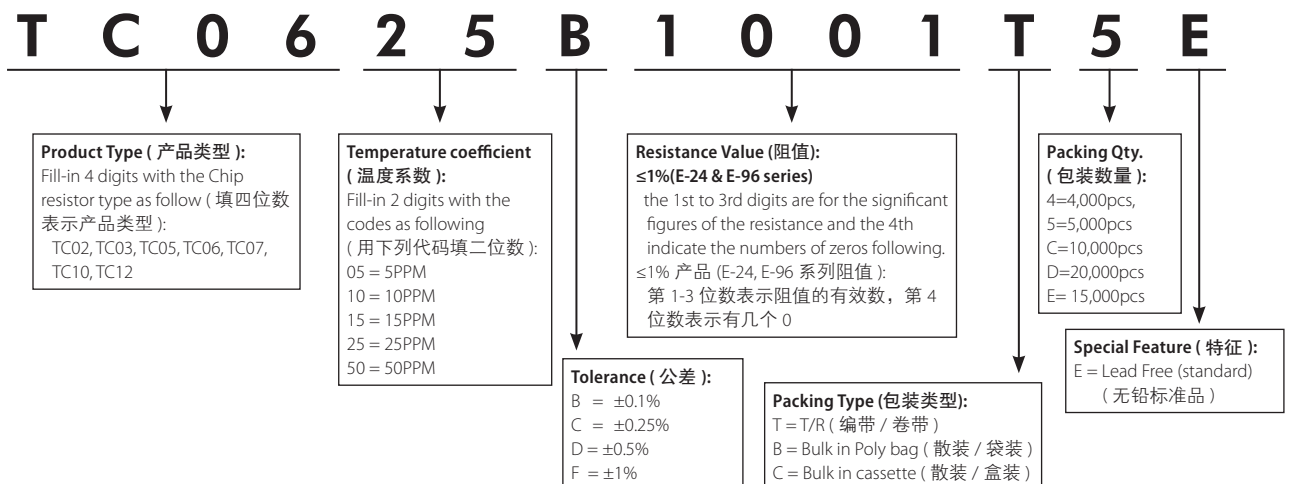 T C 0 6 2 5 B 1 0 0 1 T 5 E
Product Type ( 产品类型 ):
Fill-in 4 digits with the Chip
resistor type as follow ( 填四位数
表示产品类型 ):
TC02, TC03, TC05, TC06, TC07,
TC10, TC12
Temperature coefficient
( 温度系数 ):
Fill-in 2 digits with the
codes as following
( 用下列代码填二位数 ):
05 = 5PPM
10 = 10PPM
15 = 15PPM
25 = 25PPM
50 = 50PPM
Tolerance ( 公差 ):
B = ±0.1%
C = ±0.25%
D = ±0.5%
F = ±1%
Resistance Value (阻值):
≤1%(E-24 & E-96 series)
the 1st to 3rd digits are for the significant
figures of the resistance and the 4th
indicate the numbers of zeros following.
≤1% 产品 (E-24, E-96 系列阻值 ):
第 1-3 位数表示阻值的有效数，第 4
位数表示有几个 0
Packing Type (包装类型):
T = T/R ( 编带 / 卷带 )
B = Bulk in Poly bag ( 散装 / 袋装 )
C = Bulk in cassette ( 散装 / 盒装 )
Packing Qty.
( 包装数量 ):
4=4,000pcs,
5=5,000pcs
C=10,000pcs
D=20,000pcs
E= 15,000pcs
Special Feature ( 特征 ):
E = Lead Free (standard)
( 无铅标准品 )